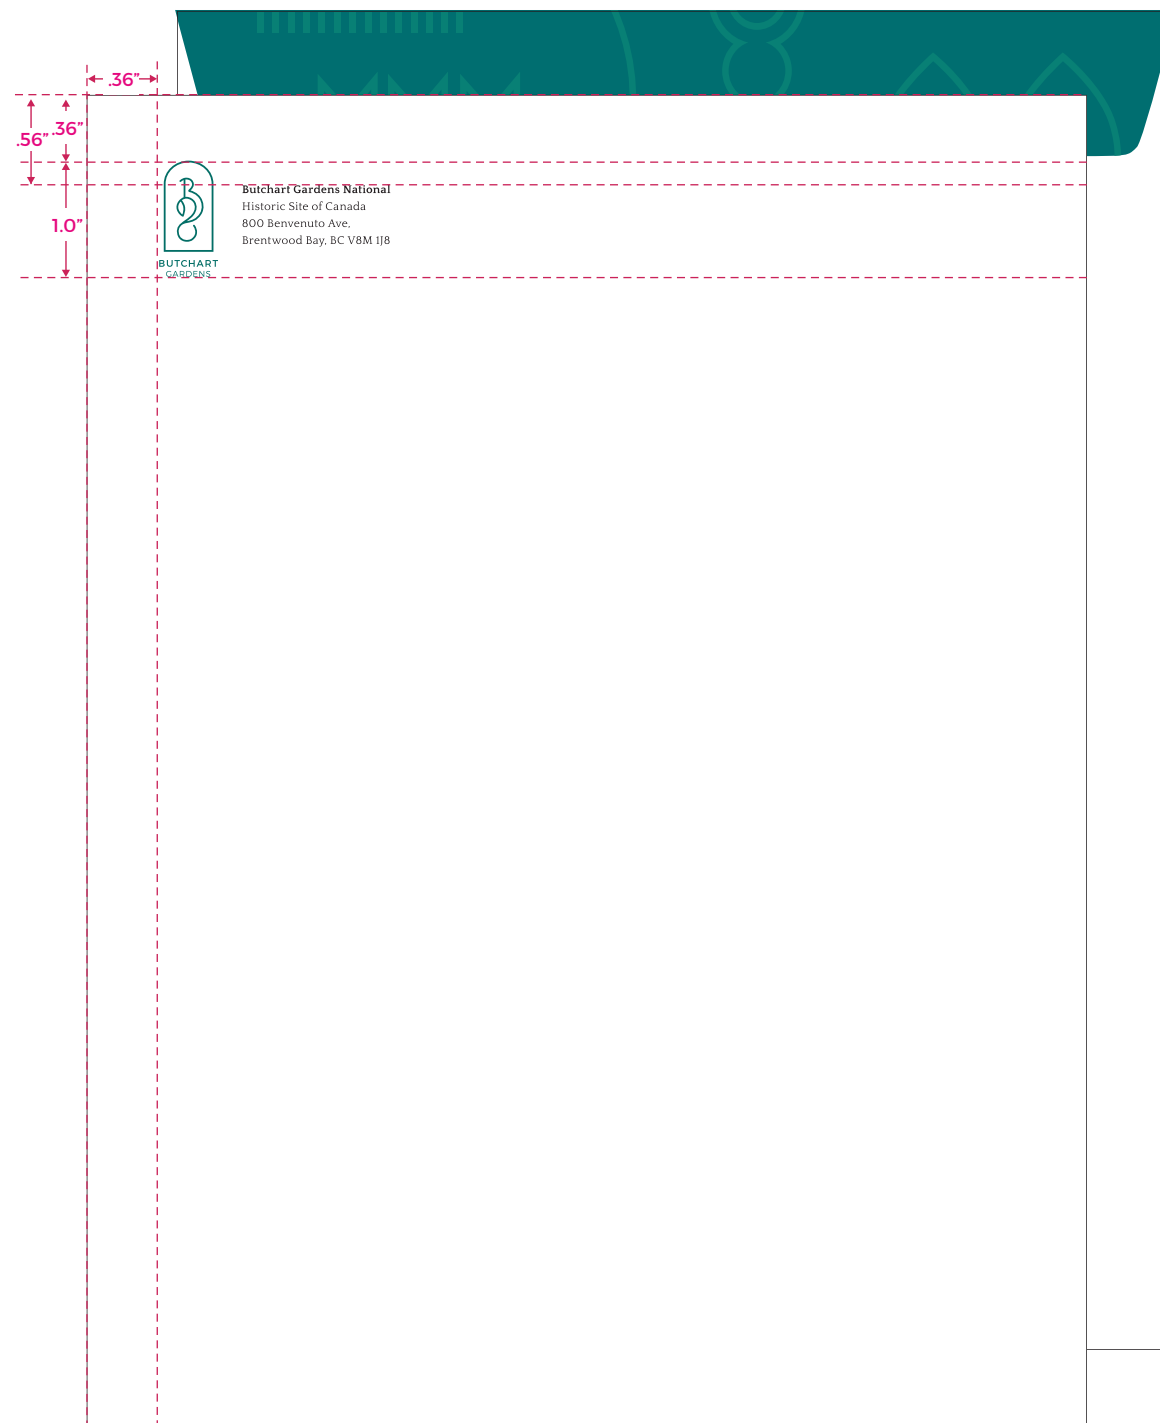 .36”
.36”
.56”
1.0”
Butchart Gardens National
Historic Site of Canada
800 Benvenuto Ave,
Brentwood Bay, BC V8M 1J8
BUTCHART
GARDENS